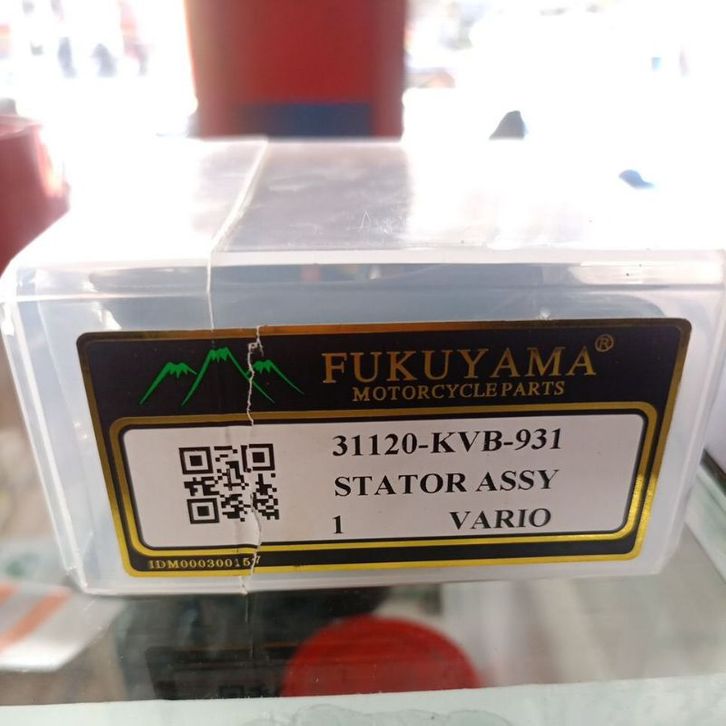 FUKUYAMA®
MOTORCYCLE PARTS
31120-KVB-931
STATOR ASSY
1 VARIO